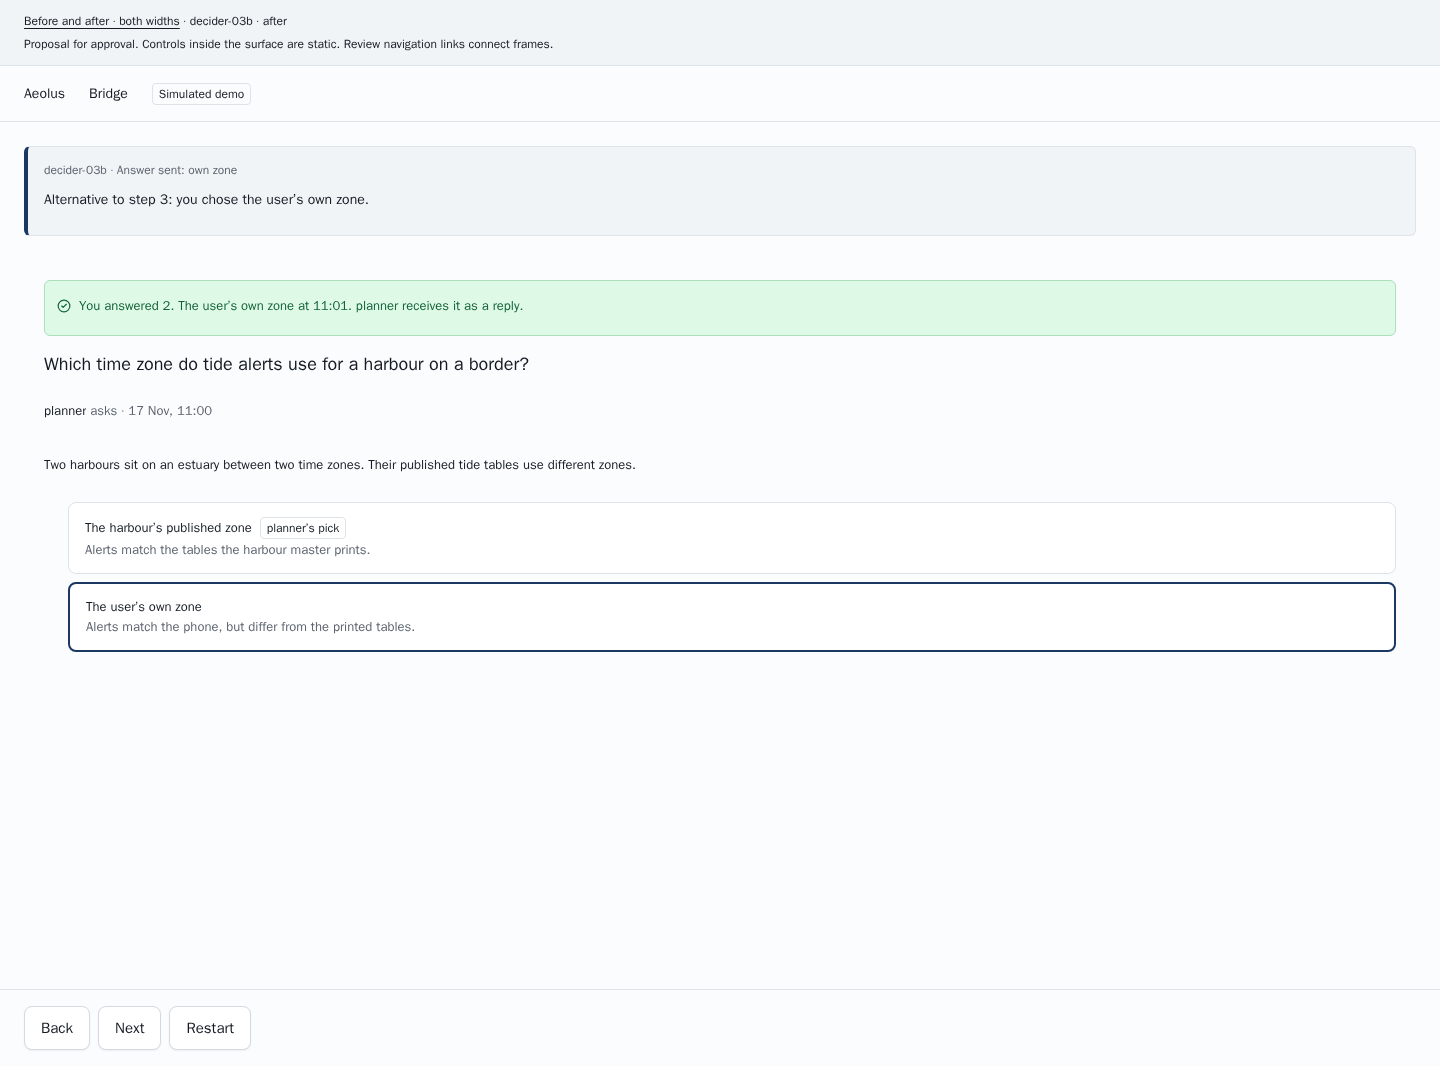 Before and after · both widths · decider-03b · after
Proposal for approval. Controls inside the surface are static. Review navigation links connect frames.
Aeolus Bridge Simulated demo
decider-03b · Answer sent: own zone
Alternative to step 3: you chose the user's own zone.
You answered 2. The user's own zone at 11:01. planner receives it as a reply.
Which time zone do tide alerts use for a harbour on a border?
planner asks · 17 Nov, 11:00
Two harbours sit on an estuary between two time zones. Their published tide tables use different zones.
The harbour's published zone planner's pick
Alerts match the tables the harbour master prints.
The user's own zone
Alerts match the phone, but differ from the printed tables.
Back Next Restart